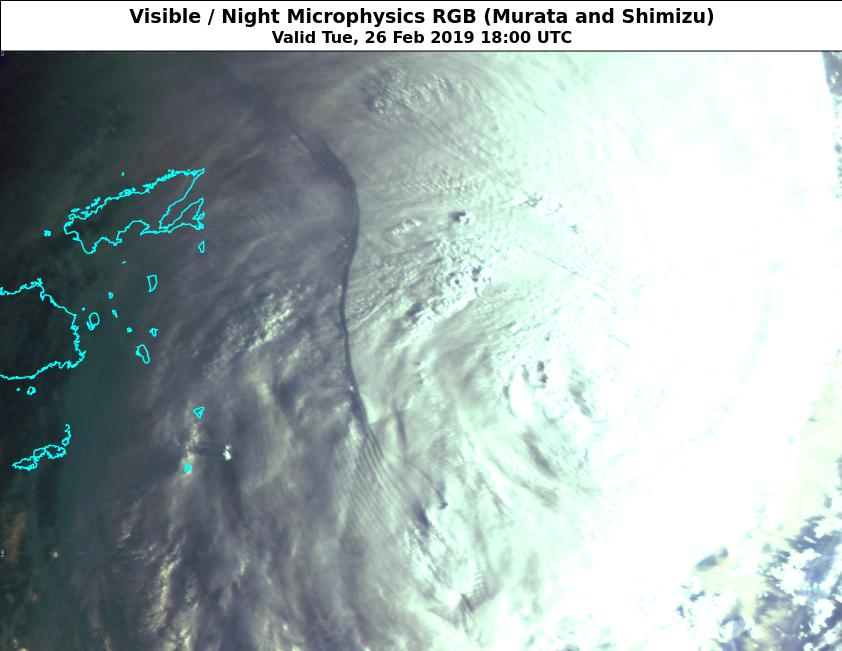 Visible / Night Microphysics RGB (Murata and Shimizu)
Valid Tue, 26 Feb 2019 18:00 UTC